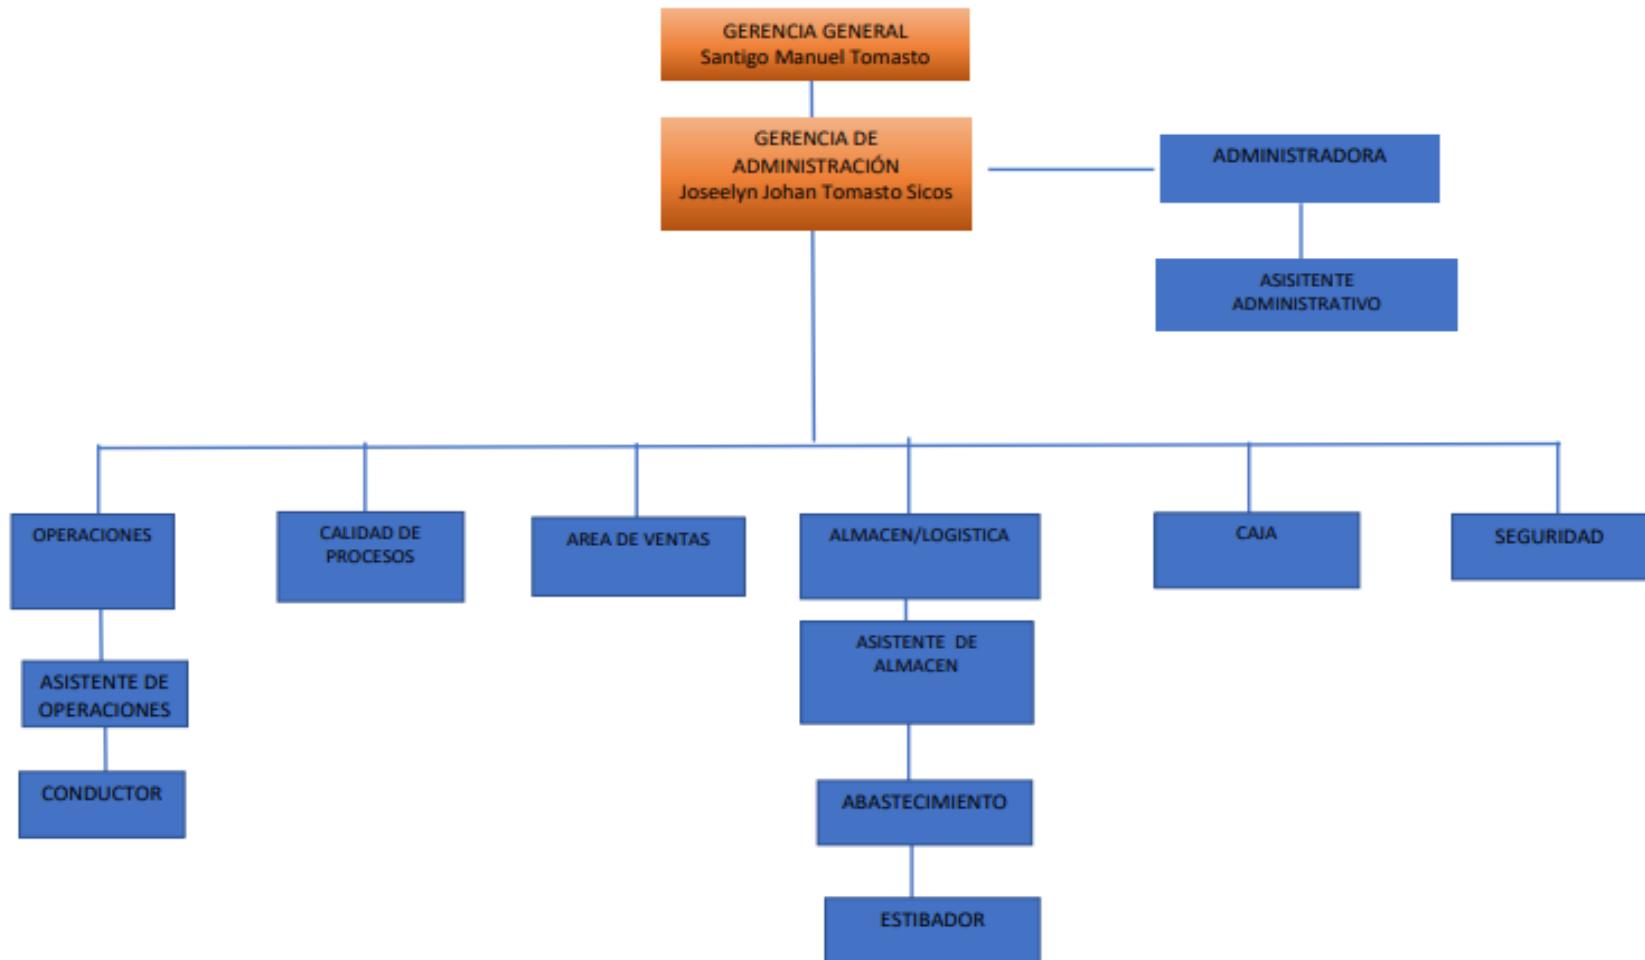 GERENCIA GENERAL
Santigo Manuel Tomasto
GERENCIA DE
ADMINISTRACIÓN
Joseelyn Johan Tomasto Sicos
ADMINISTRADORA
ASISITENTE
ADMINISTRATIVO
OPERACIONES
CALIDAD DE
PROCESOS
AREA DE VENTAS
ALMACEN/LOGISTICA
CAJA
SEGURIDAD
ASISTENTE DE
OPERACIONES
ASISTENTE DE
ALMACEN
CONDUCTOR
ABASTECIMIENTO
ESTIBADOR